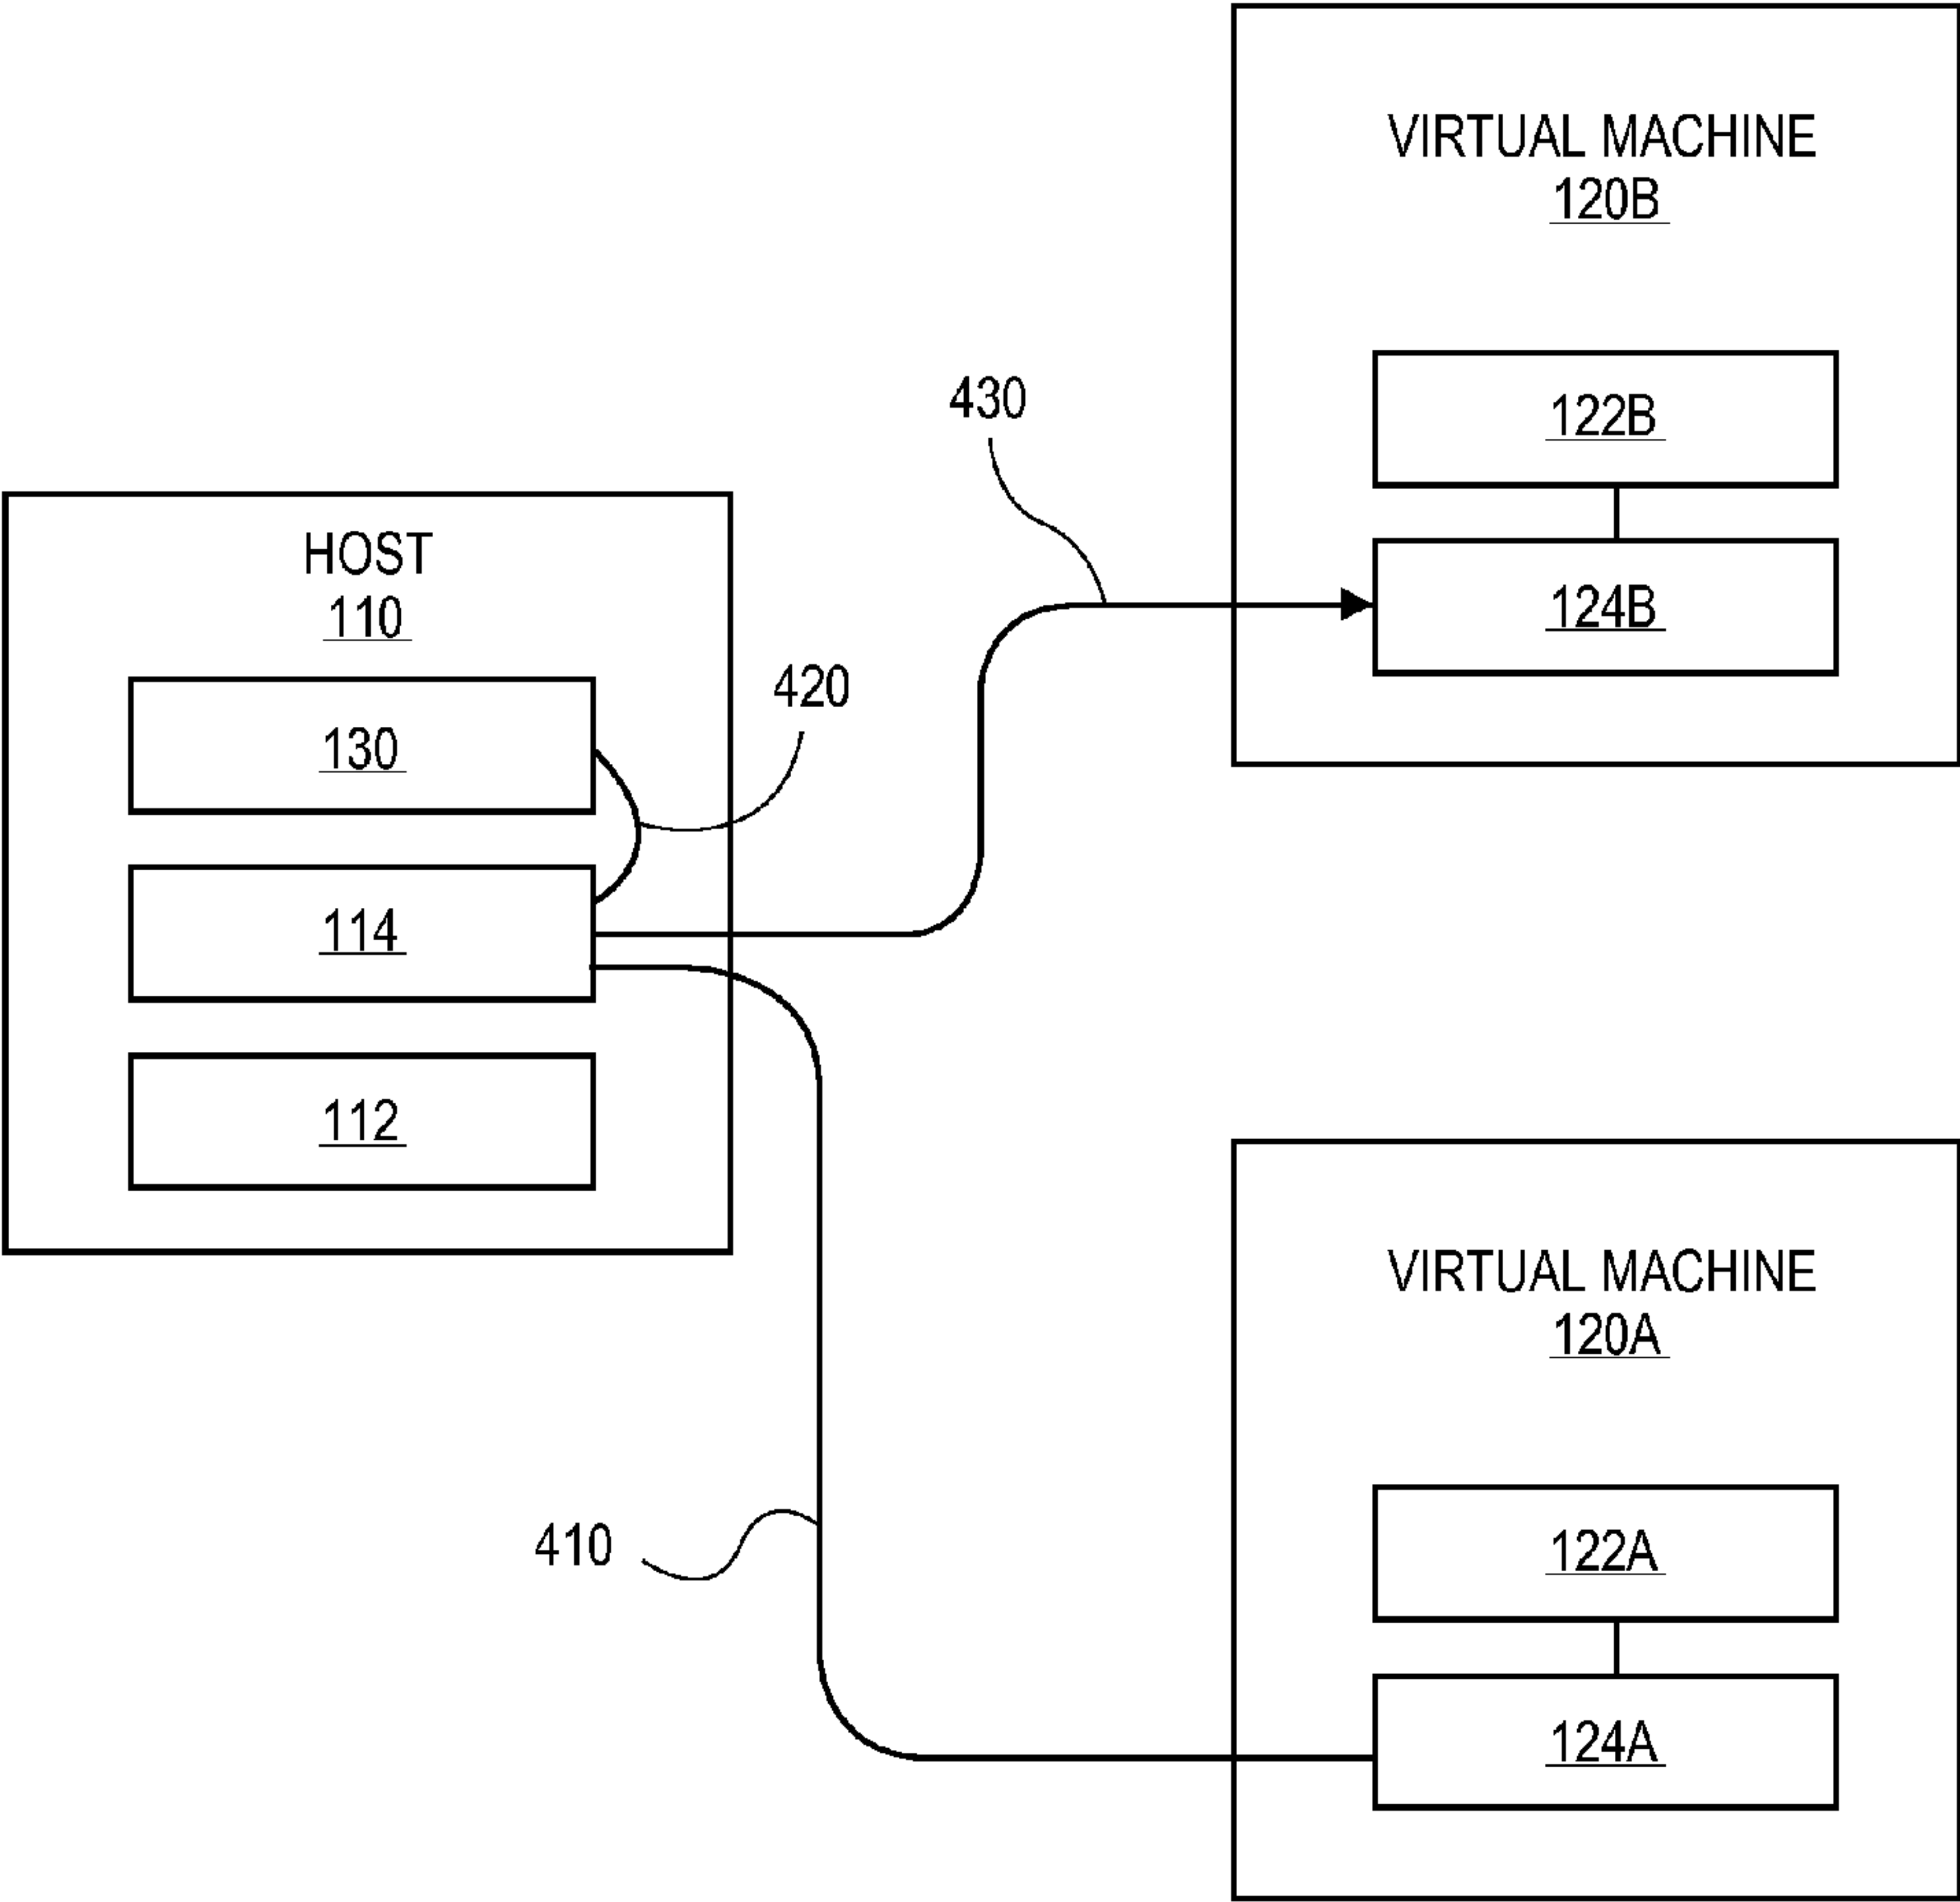 VIRTUAL MACHINE
120B
122B
124B
430
HOST
110
420
130
114
112
410
VIRTUAL MACHINE
120A
122A
124A